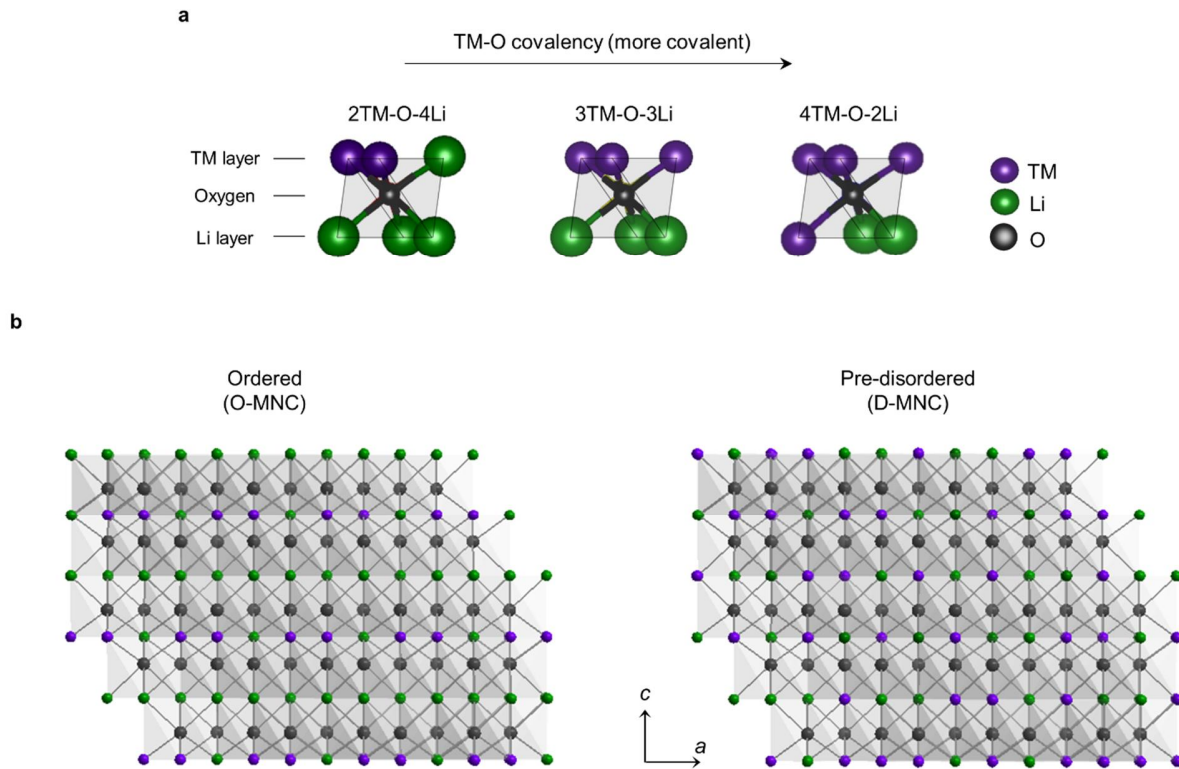 a
TM-O covalency (more covalent)
2TM-O-4Li
3TM-O-3Li
4TM-O-2Li
TM layer
Oxygen
Li layer
TM
Li
O
b
Ordered
(O-MNC)
Pre-disordered
(D-MNC)
c
a